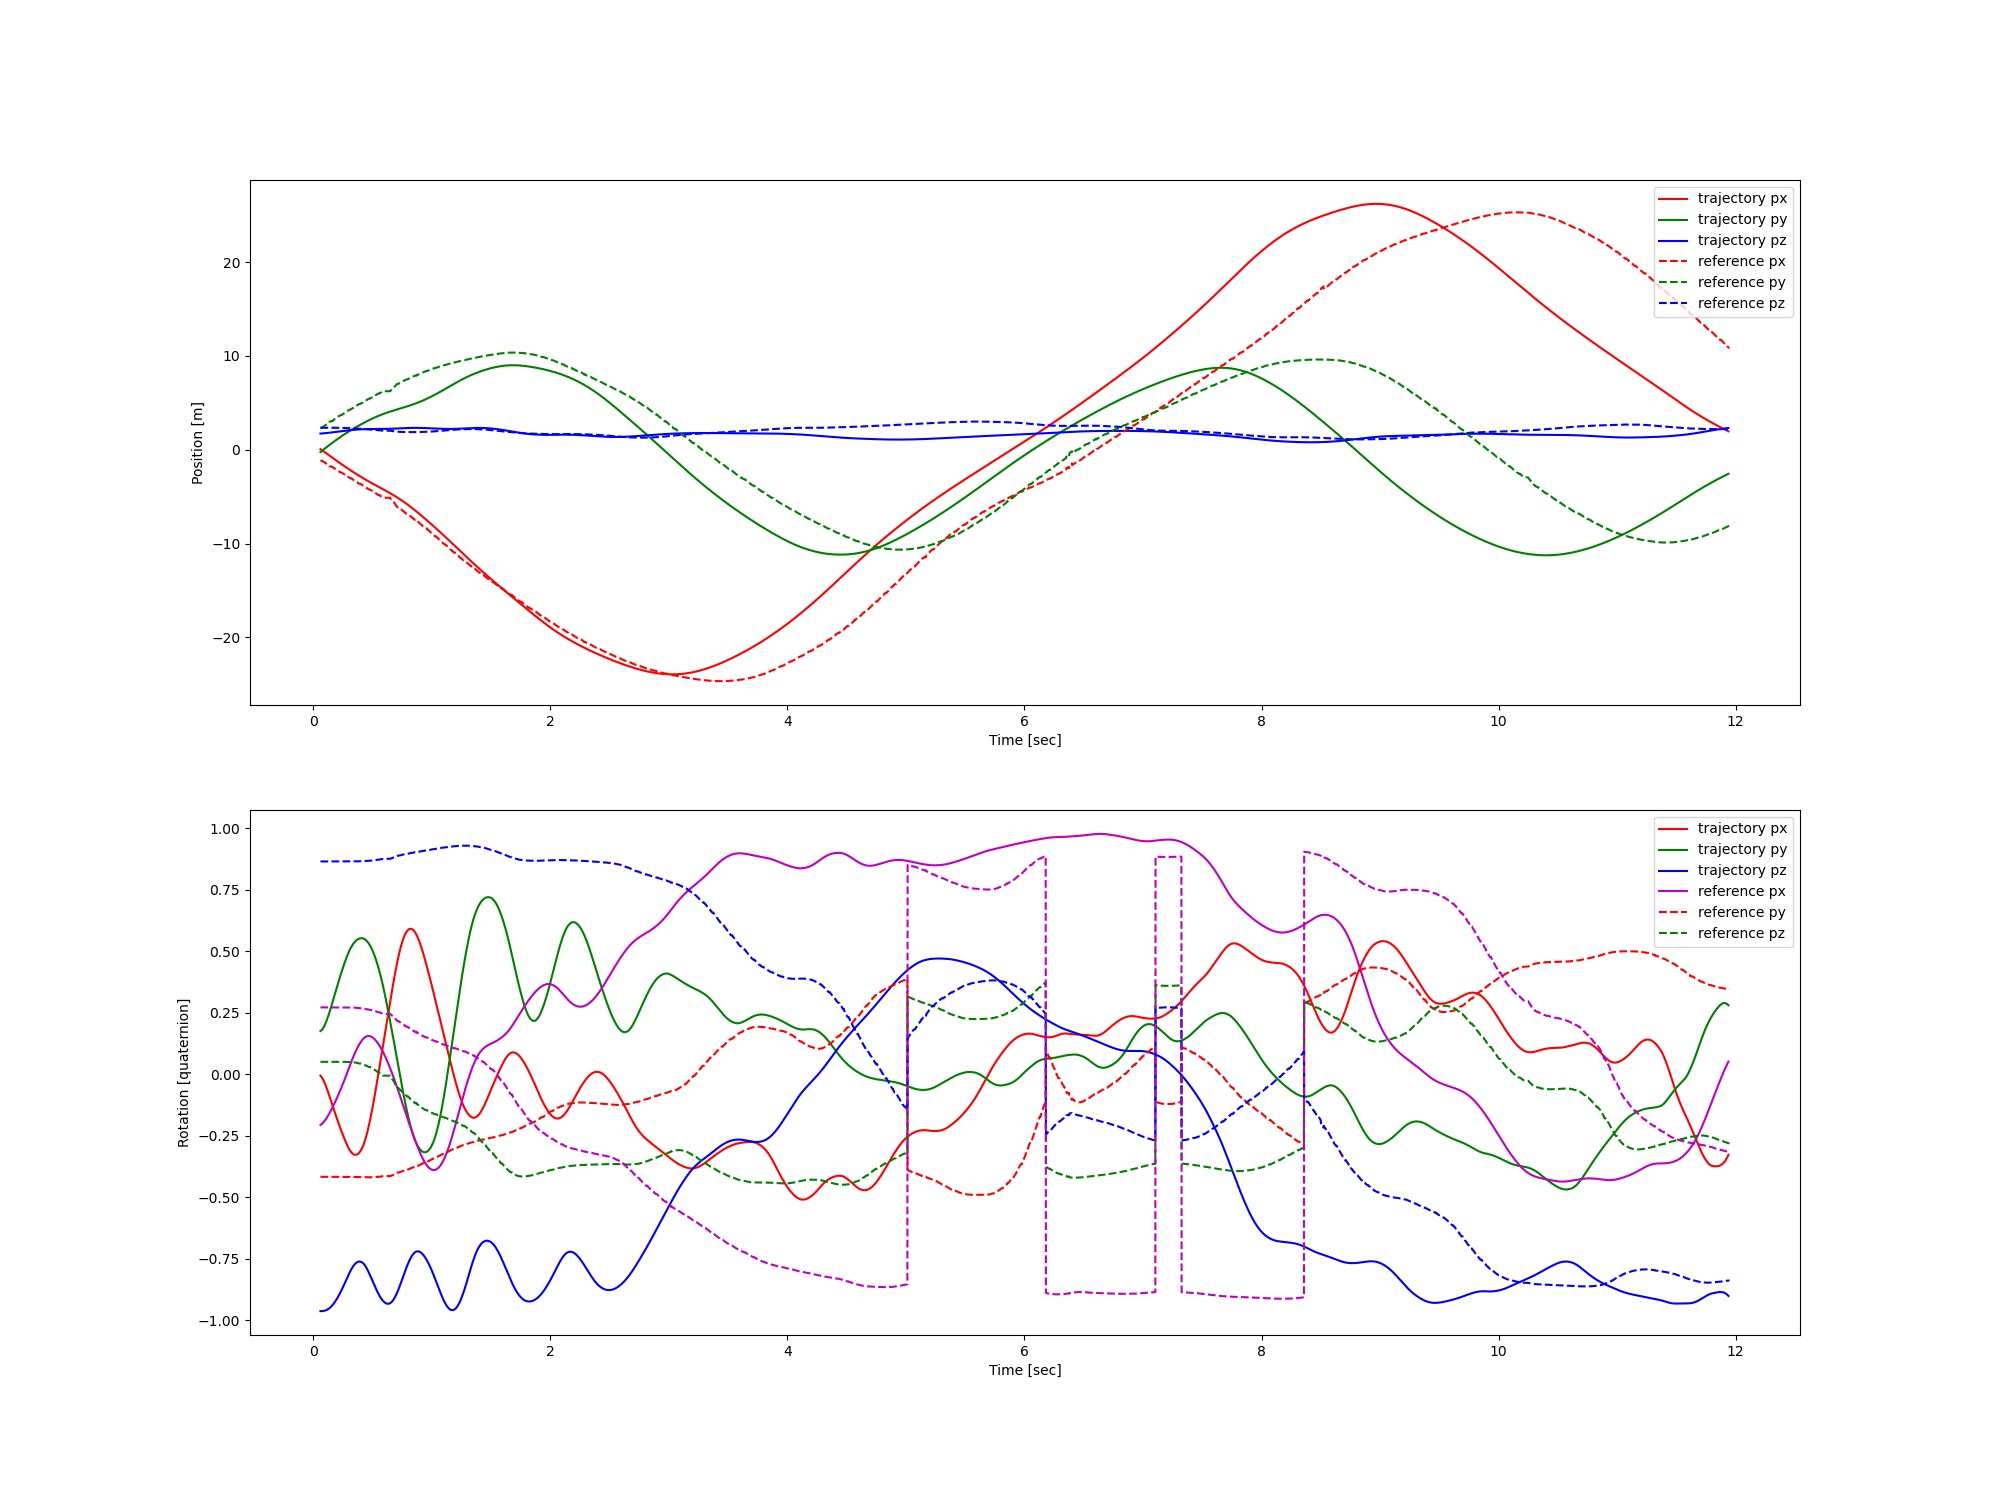 trajectory px
trajectory py
trajectory pz
reference px
reference py
reference pz
20
10
0
−10
−20
Position [m]
0 2 4 6 8 10 12
Time [sec]
trajectory px
trajectory py
trajectory pz
reference px
reference py
reference pz
1.00
0.75
0.50
0.25
0.00
−0.25
−0.50
−0.75
−1.00
Rotation [quaternion]
0 2 4 6 8 10 12
Time [sec]